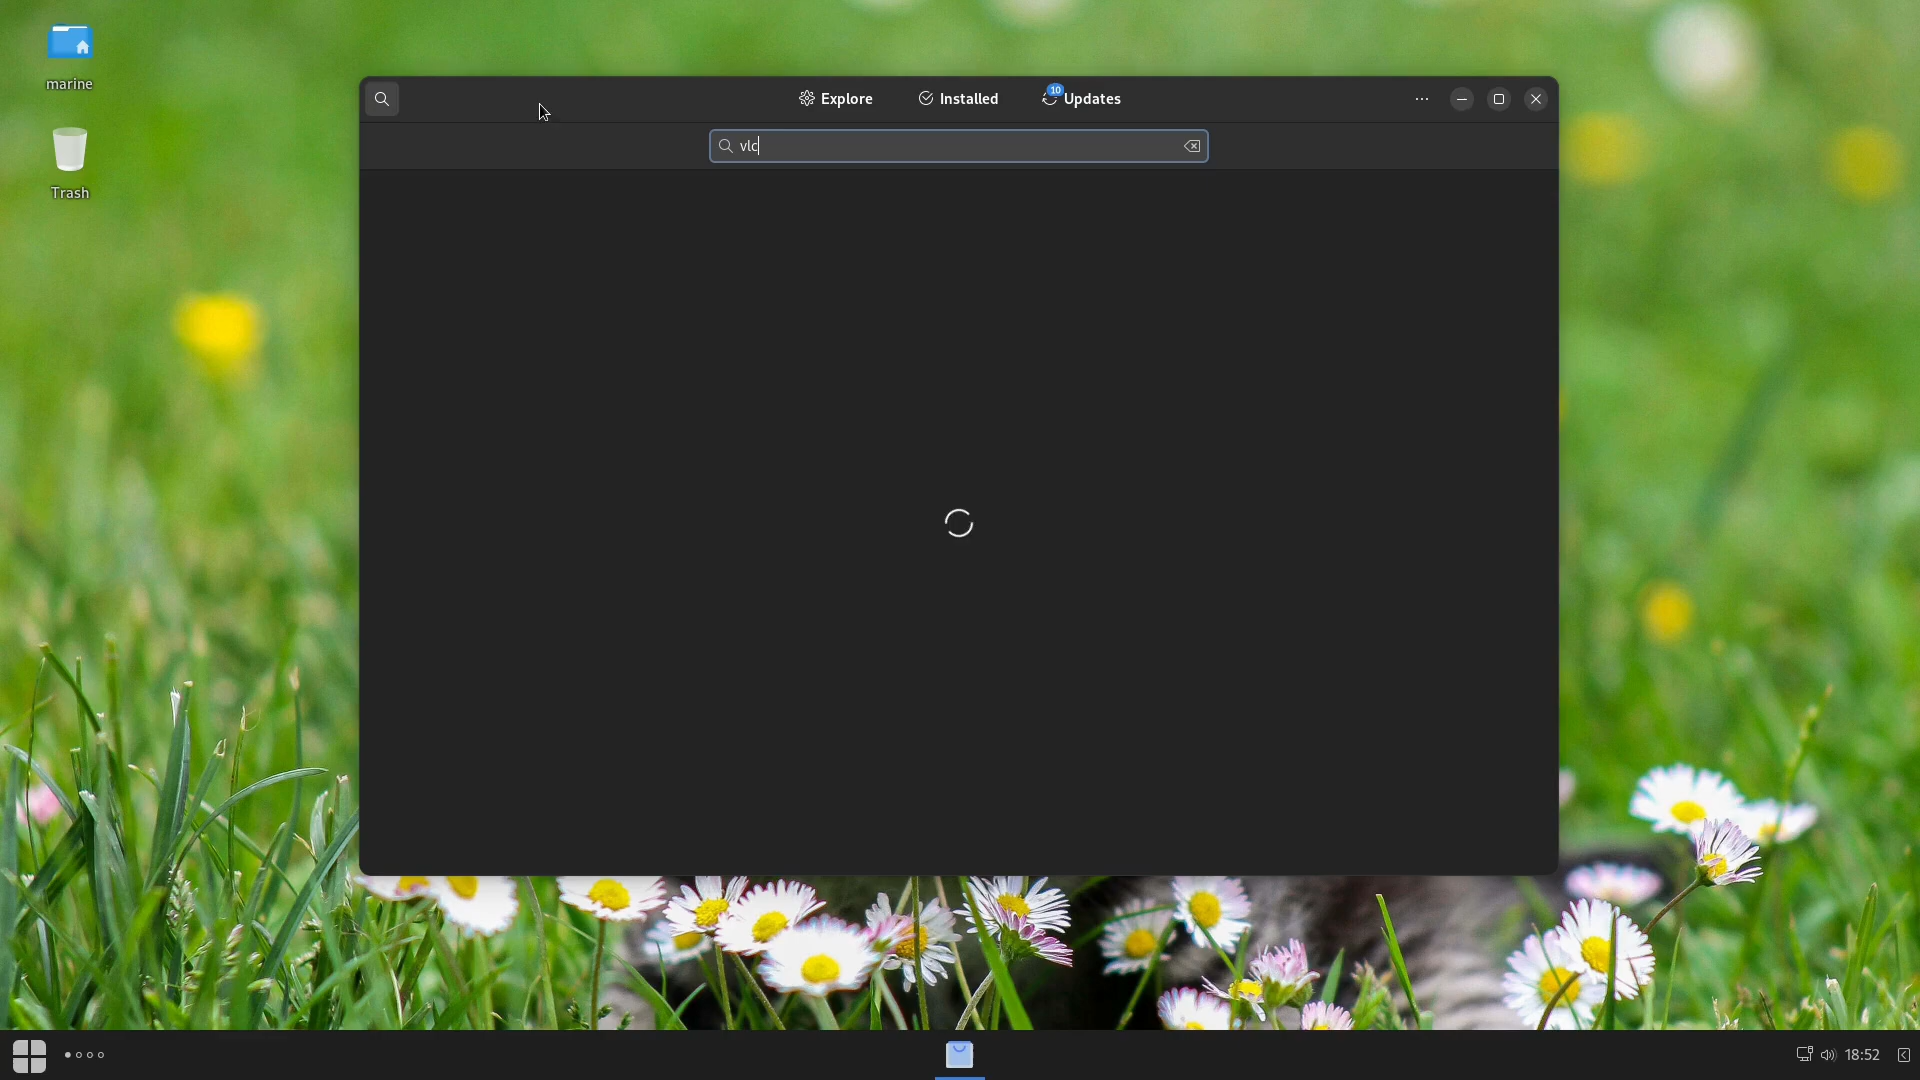 marine
Trash
Explore
Installed
10
Updates
vlc
18:52